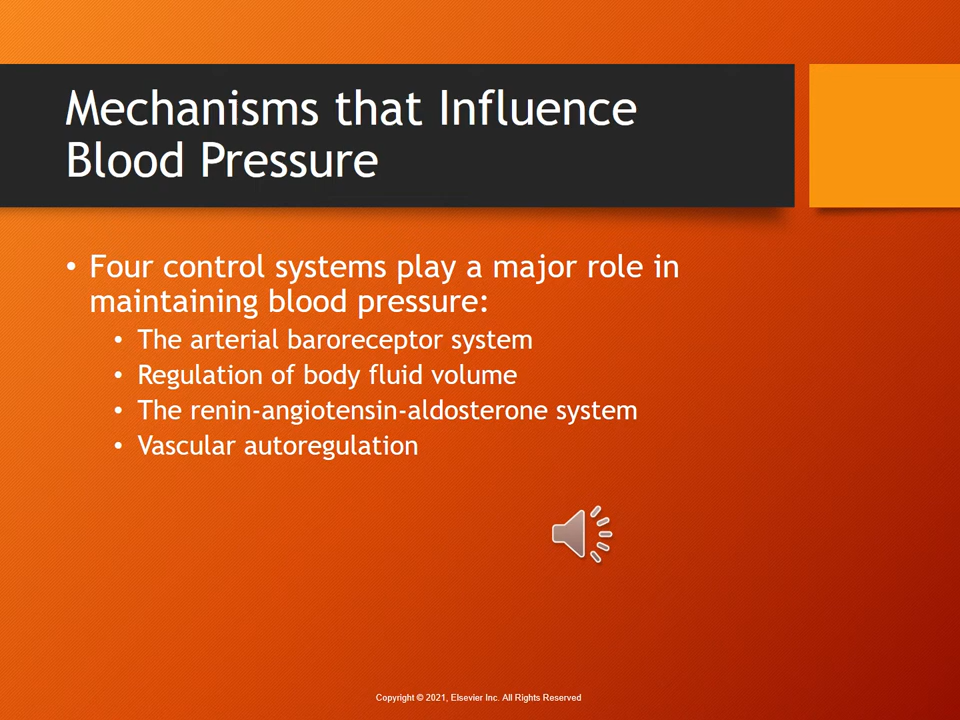 Mechanisms that Influence
Blood Pressure
• Four control systems play a major role in
maintaining blood pressure:
• The arterial baroreceptor system
• Regulation of body fluid volume
• The renin-angiotensin-aldosterone system
• Vascular autoregulation
Copyright © 2021, Elsevier Inc. All Rights Reserved